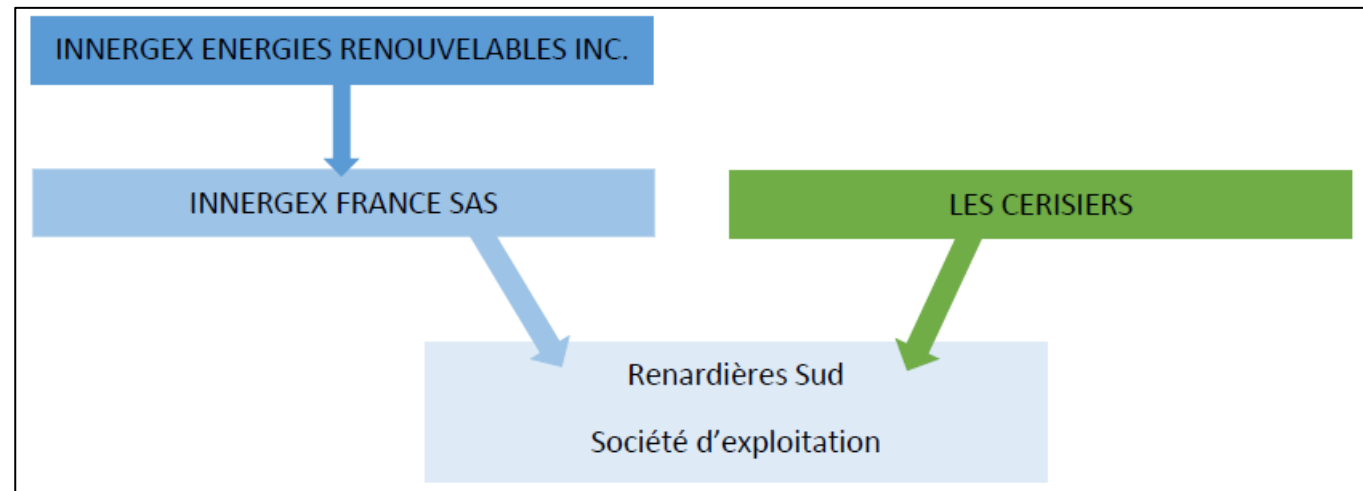 INNERGEX ENERGIES RENOUVELABLES INC.
INNERGEX FRANCE SAS
LES CERISIERS
Renardières Sud
Société d’exploitation